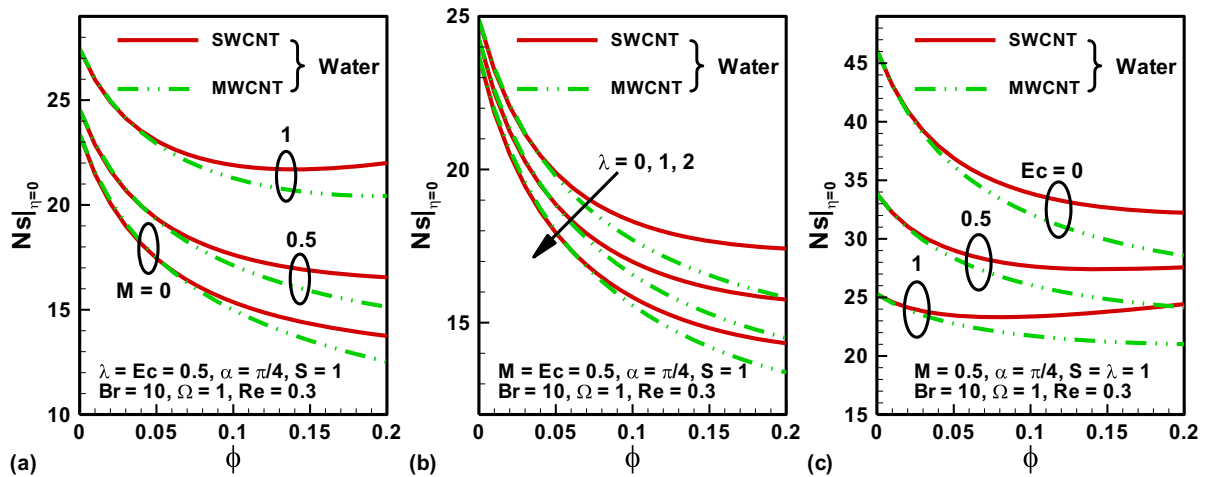 25
20
15
10
0
0.05
0.1
0.15
0.2
Ns|η=0
ϕ
SWCNT
MWCNT
Water
1
0.5
M = 0
λ = Ec = 0.5, α = π/4, S = 1
Br = 10, Ω = 1, Re = 0.3
(a)
25
20
15
0
0.05
0.1
0.15
0.2
Ns|η=0
ϕ
SWCNT
MWCNT
Water
λ = 0, 1, 2
M = Ec = 0.5, α = π/4, S = 1
Br = 10, Ω = 1, Re = 0.3
(b)
45
40
35
30
25
20
15
0
0.05
0.1
0.15
0.2
Ns|η=0
ϕ
SWCNT
MWCNT
Water
Ec = 0
0.5
1
M = 0.5, α = π/4, S = λ = 1
Br = 10, Ω = 1, Re = 0.3
(c)